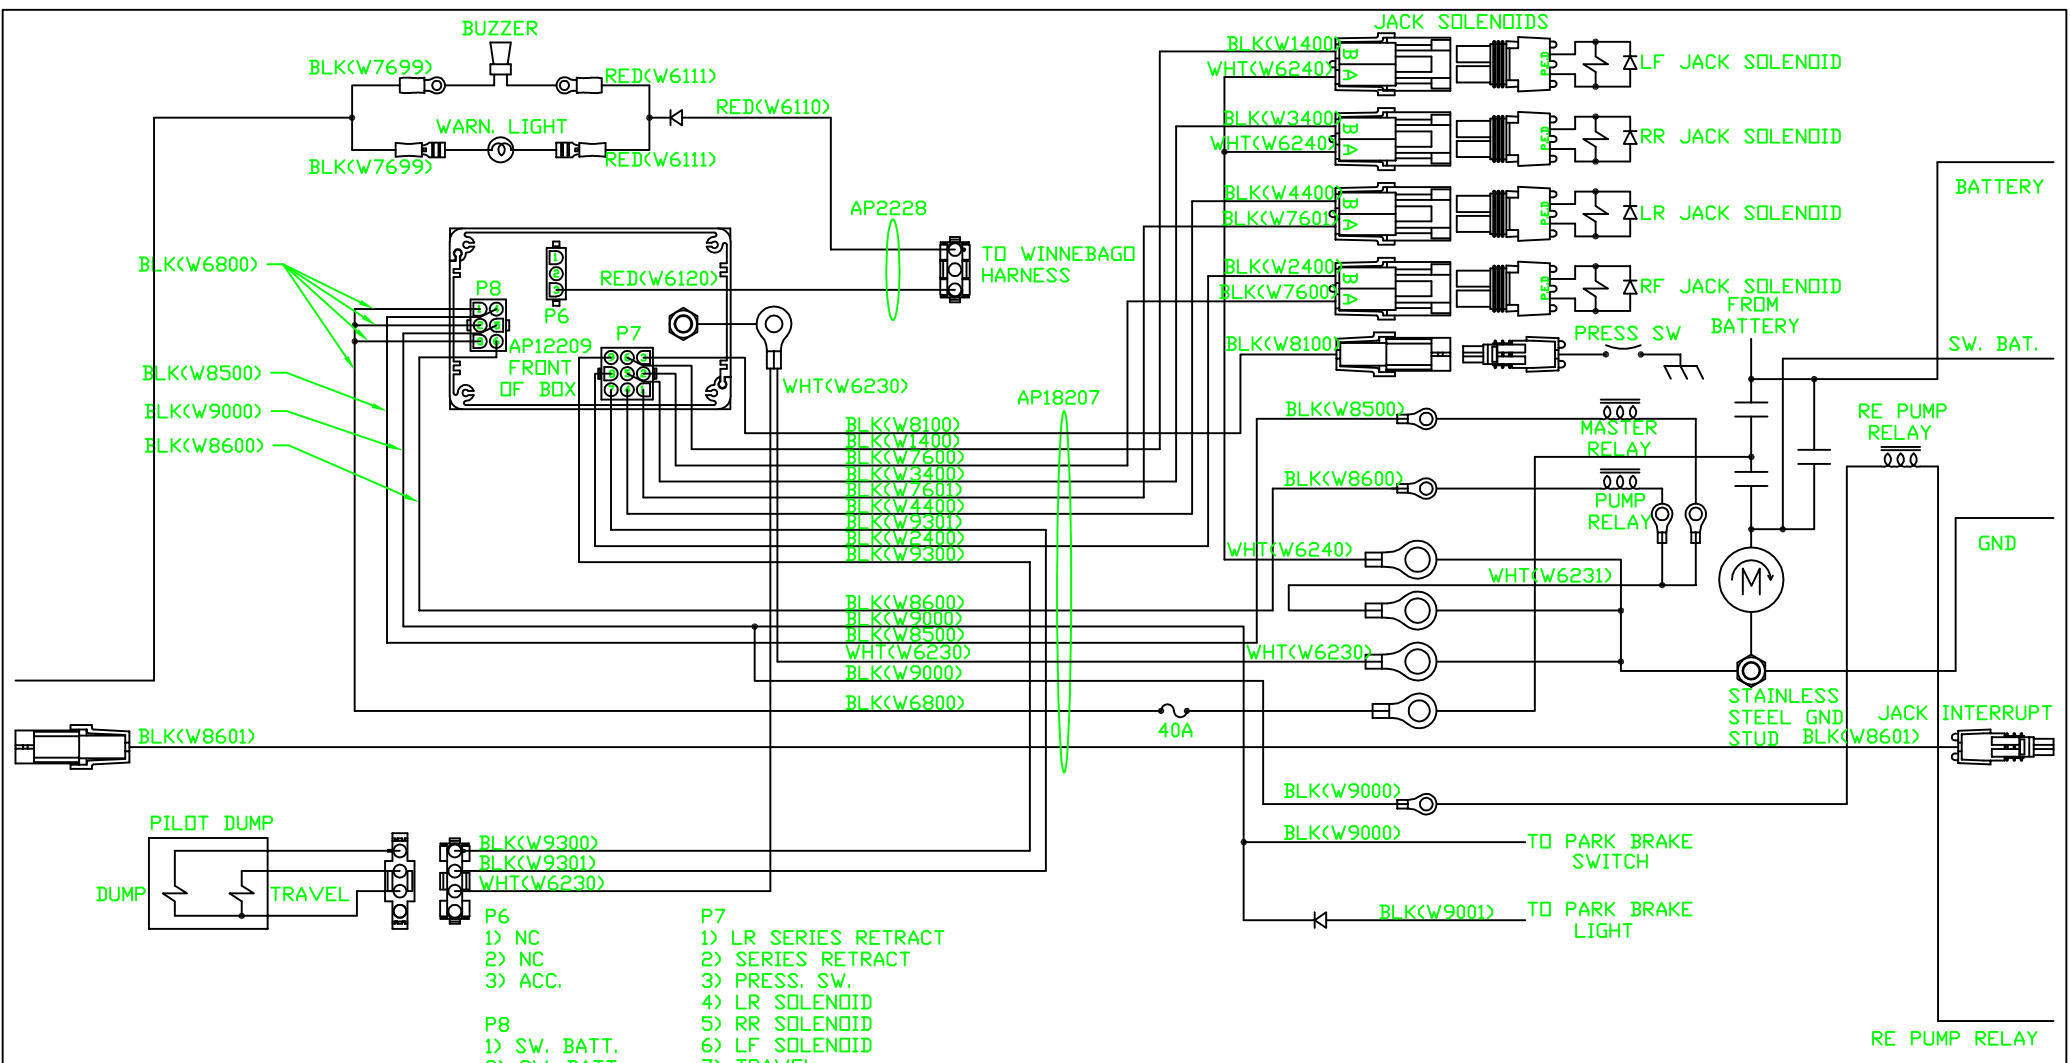 BUZZER
BLK(W7699)
RED(W6111)
RED(W6110)
WARN. LIGHT
BLK(W7699)
RED(W6111)
AP2228
TO WINNEBAGO
HARNESS
BLK(W6800)
RED(W6120)
P8
1
2
3
P6
P7
AP12209
FRONT
OF BOX
BLK(W8500)
BLK(W9000)
BLK(W8600)
WHT(W6230)
AP18207
JACK SOLENOIDS
BLK(W1400)
WHT(W6240)
B
A
P.E.D
LF JACK SOLENOID
BLK(W3400)
WHT(W6240)
B
A
P.E.D
RR JACK SOLENOID
BLK(W4400)
BLK(W7601)
B
A
P.E.D
LR JACK SOLENOID
BLK(W2400)
BLK(W7600)
B
A
P.E.D
RF JACK SOLENOID
BLK(W8100)
PRESS SW
FROM
BATTERY
BATTERY
SW. BAT.
BLK(W8500)
MASTER
RELAY
RE PUMP
RELAY
BLK(W8600)
PUMP
RELAY
GND
BLK(W8100)
BLK(W1400)
BLK(W7600)
BLK(W3400)
BLK(W7601)
BLK(W4400)
BLK(W9301)
BLK(W2400)
BLK(W9300)
WHT(W6240)
WHT(W6231)
M
BLK(W8600)
BLK(W9000)
BLK(W8500)
WHT(W6230)
WHT(W6230)
BLK(W9000)
BLK(W6800)
40A
STAINLESS
STEEL GND
STUD
JACK INTERRUPT
BLK(W8601)
BLK(W8601)
BLK(W9000)
BLK(W9000)
TO PARK BRAKE
SWITCH
BLK(W9001)
TO PARK BRAKE
LIGHT
RE PUMP RELAY
PILOT DUMP
DUMP
TRAVEL
BLK(W9300)
BLK(W9301)
WHT(W6230)
P6
1) NC
2) NC
3) ACC.
P8
1) SW. BATT.
P7
1) LR SERIES RETRACT
2) SERIES RETRACT
3) PRESS. SW.
4) LR SOLENOID
5) RR SOLENOID
6) LF SOLENOID